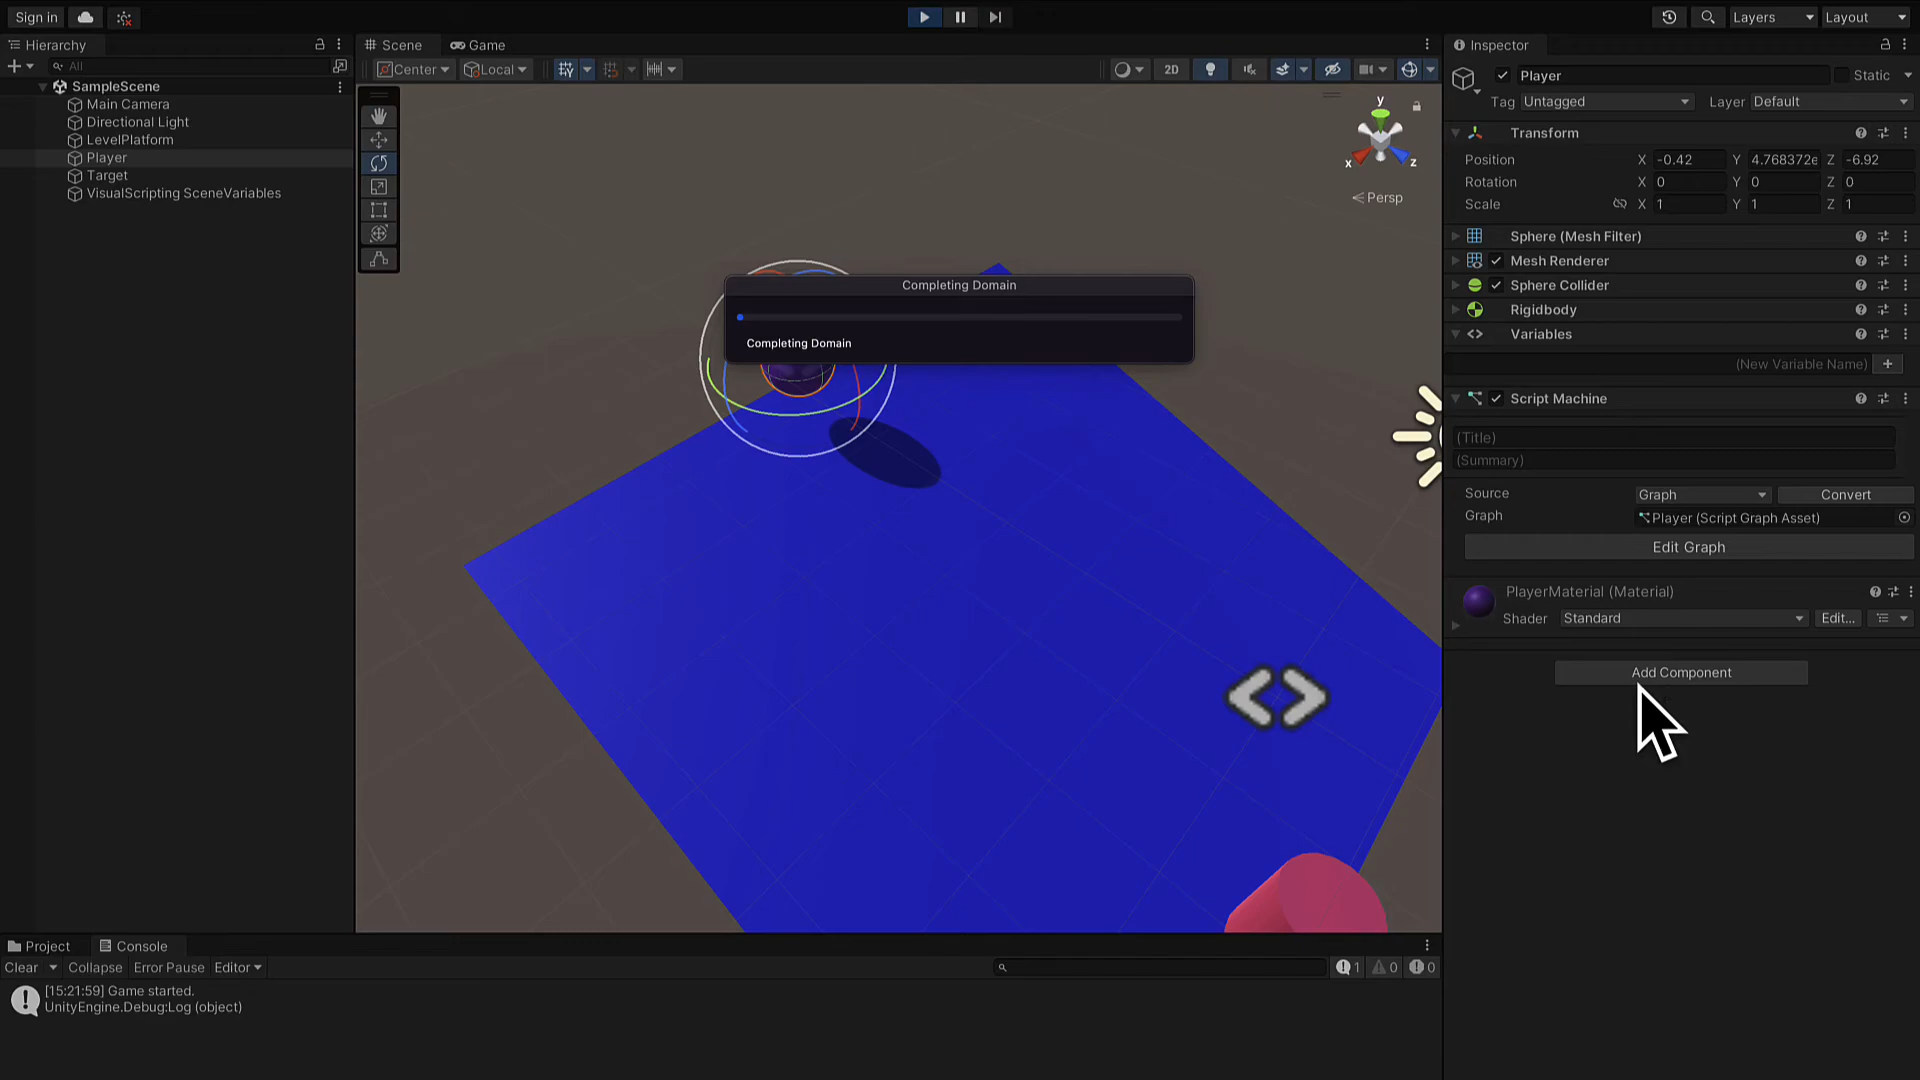 Sign in
Layers
Layout
Hierarchy
All
SampleScene
Main Camera
Directional Light
LevelPlatform
Player
Target
VisualScripting SceneVariables
Scene
Game
Center
Local
2D
y
x
z
Persp
Completing Domain
Completing Domain
Inspector
Player
Static
Tag Untagged
Layer Default
Transform
Position X -0.42 Y 4.768372e Z -6.92
Rotation X 0 Y 0 Z 0
Scale X 1 Y 1 Z 1
Sphere (Mesh Filter)
Mesh Renderer
Sphere Collider
Rigidbody
Variables
(New Variable Name)
Script Machine
(Title)
(Summary)
Source Graph Convert
Graph Player (Script Graph Asset)
Edit Graph
PlayerMaterial (Material)
Shader Standard Edit...
Add Component
Project
Console
Clear Collapse Error Pause Editor
1 0 0
[15:21:59] Game started.
UnityEngine.Debug:Log (object)